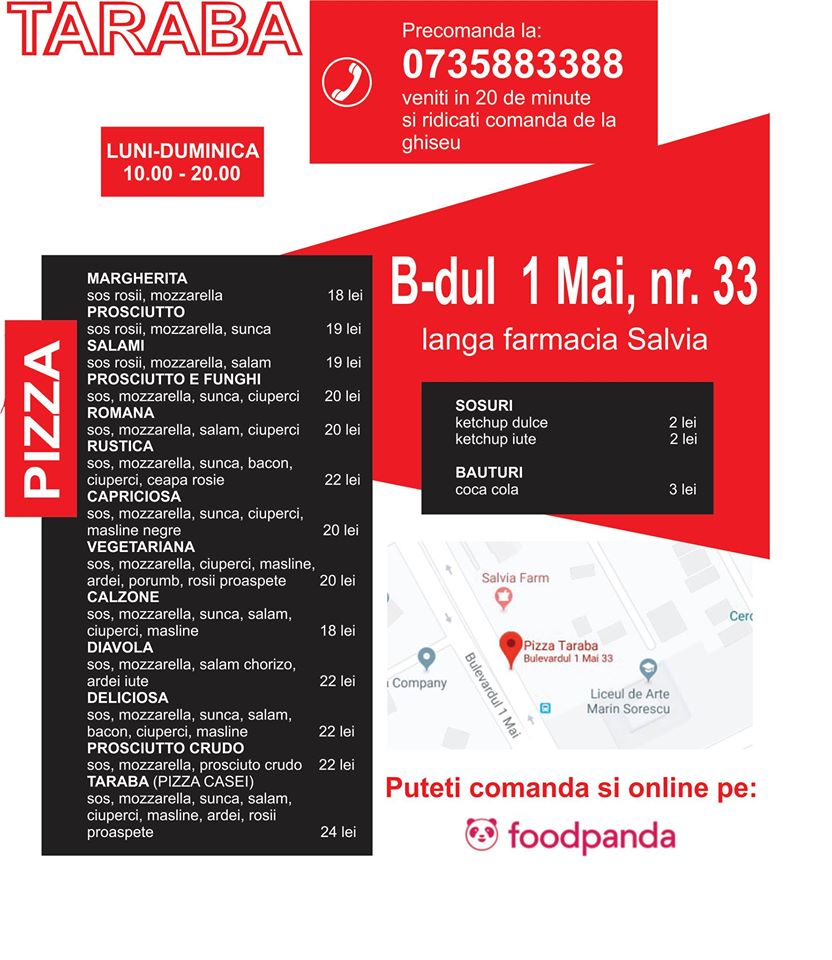 TARABA
Precomanda la:
0735883388
veniti in 20 de minute
si ridicati comanda de la
ghiseu
LUNI-DUMINICA
10.00 - 20.00
PIZZA
MARGHERITA
sos rosii, mozzarella 18 lei
PROSCIUTTO
sos rosii, mozzarella, sunca 19 lei
SALAMI
sos rosii, mozzarella, salam 19 lei
PROSCIUTTO E FUNGHI
sos, mozzarella, sunca, ciuperci 20 lei
ROMANA
sos, mozzarella, salam, ciuperci 20 lei
RUSTICA
sos, mozzarella, sunca, bacon,
ciuperci, ceapa rosie 22 lei
CAPRICIOSA
sos, mozzarella, sunca, ciuperci,
masline negre 20 lei
VEGETARIANA
sos, mozzarella, ciuperci, masline,
ardei, porumb, rosii proaspete 20 lei
CALZONE
sos, mozzarella, sunca, salam,
ciuperci, masline 18 lei
DIAVOLA
sos, mozzarella, salam chorizo,
ardei iute 22 lei
DELICIOSA
sos, mozzarella, sunca, salam,
bacon, ciuperci, masline 22 lei
PROSCIUTTO CRUDO
sos, mozzarella, prosciuto crudo 22 lei
TARABA (PIZZA CASEI)
sos, mozzarella, sunca, salam,
ciuperci, masline, ardei, rosii
proaspete 24 lei
B-dul 1 Mai, nr. 33
langa farmacia Salvia
SOSURI
ketchup dulce 2 lei
ketchup iute 2 lei
BAUTURI
coca cola 3 lei
Salvia Farm
Pizza Taraba
Bulevardul 1 Mai 33
Company
Bulevardul 1 Mai
Liceul de Arte
Marin Sorescu
Puteti comanda si online pe:
foodpanda